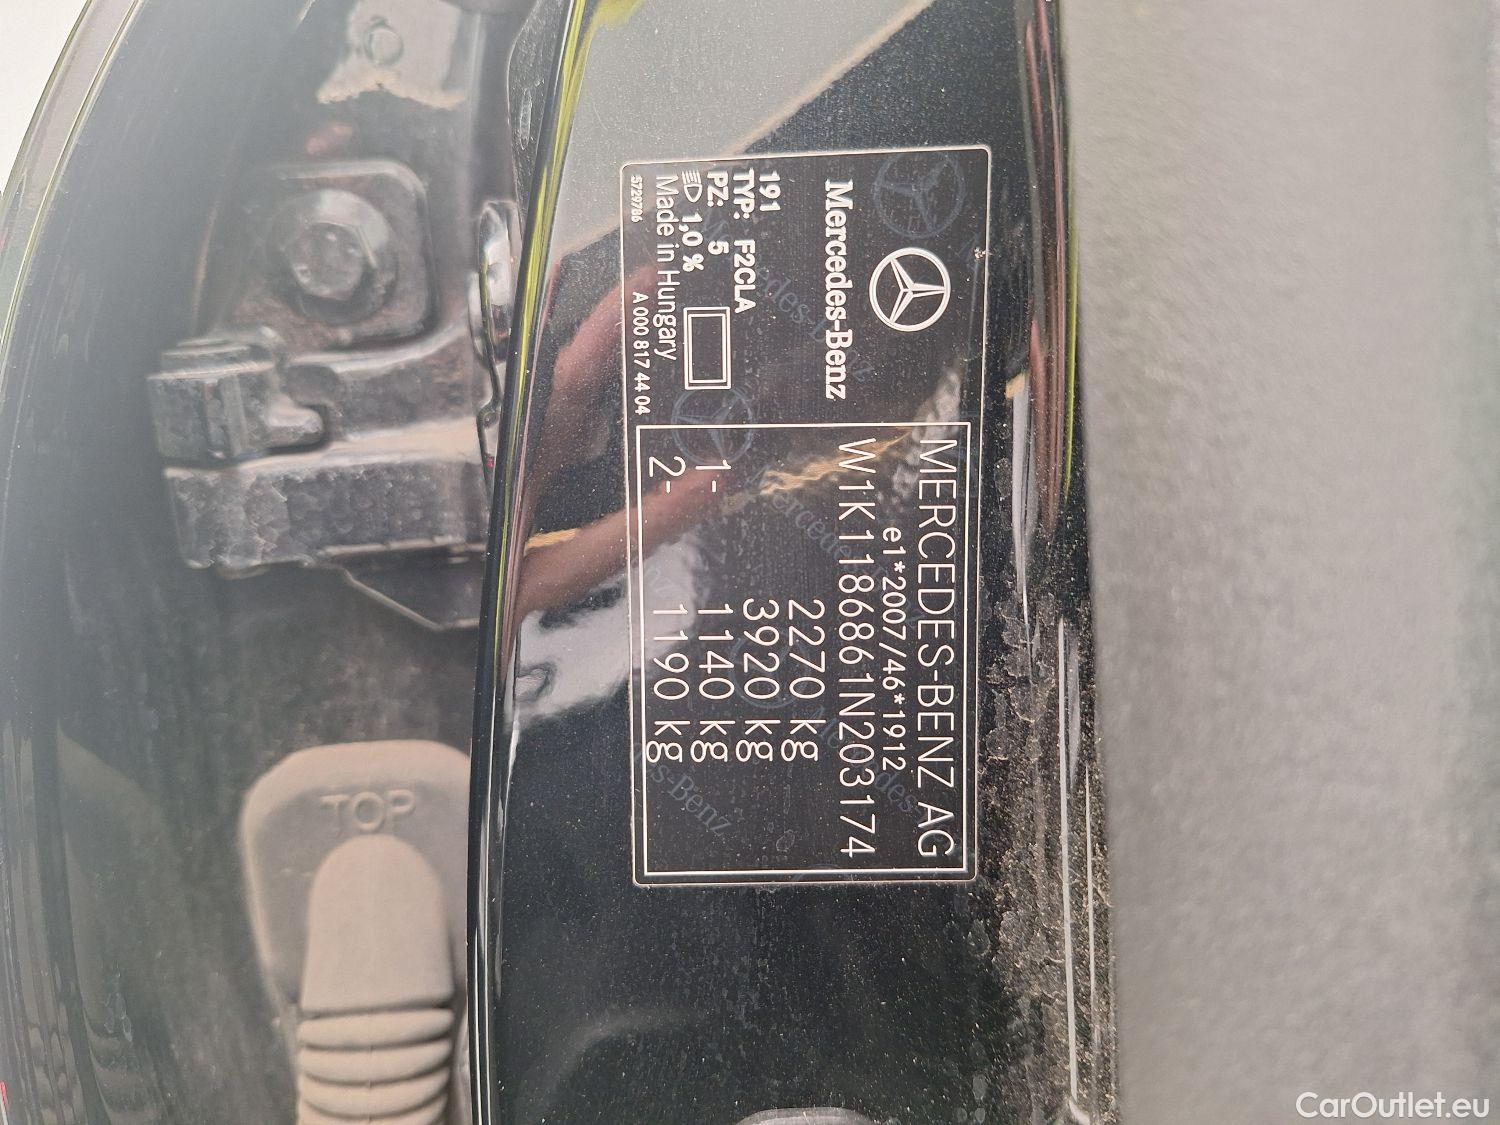 Mercedes-Benz
191
TYP: F2CLA
PZ: 5
1,0 %
Made in Hungary
5729786
A 000 817 44 04
MERCEDES-BENZ AG
e1*2007/46*1912
W1K1186861N203174
2270 kg
3920 kg
1- 1140 kg
2- 1190 kg
TOP
CarOutlet.eu